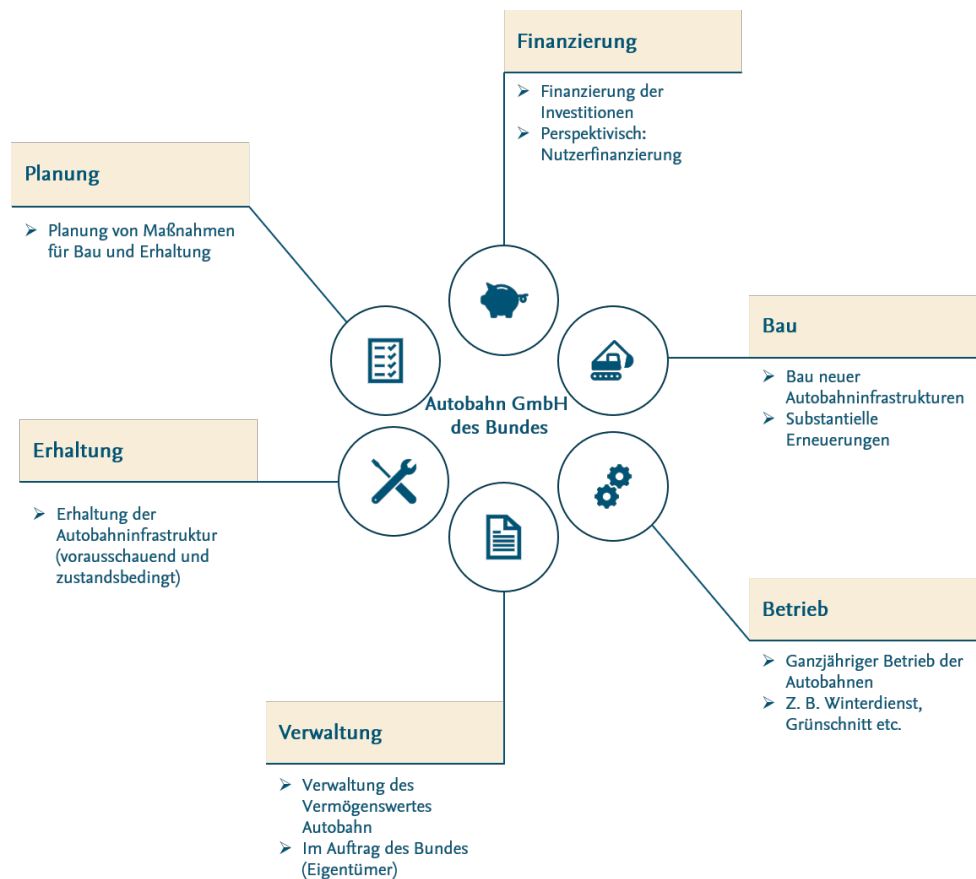 Finanzierung
➢ Finanzierung der
Investitionen
➢ Perspektivisch:
Nutzerfinanzierung
Planung
➢ Planung von Maßnahmen
für Bau und Erhaltung
Bau
➢ Bau neuer
Autobahninfrastrukturen
➢ Substantielle
Erneuerungen
Autobahn GmbH
des Bundes
Erhaltung
➢ Erhaltung der
Autobahninfrastruktur
(vorausschauend und
zustandsbedingt)
Betrieb
➢ Ganzjähriger Betrieb der
Autobahnen
➢ Z. B. Winterdienst,
Grünschnitt etc.
Verwaltung
➢ Verwaltung des
Vermögenswertes
Autobahn
➢ Im Auftrag des Bundes
(Eigentümer)